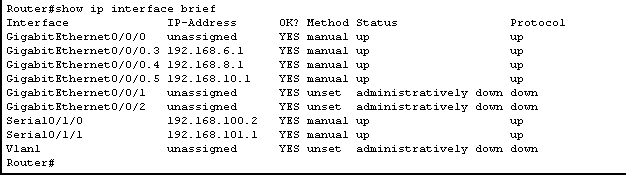 Router#show ip interface brief
Interface IP-Address OK? Method Status Protocol
GigabitEthernet0/0/0 unassigned YES manual up up
GigabitEthernet0/0/0.3 192.168.6.1 YES manual up up
GigabitEthernet0/0/0.4 192.168.8.1 YES manual up up
GigabitEthernet0/0/0.5 192.168.10.1 YES manual up up
GigabitEthernet0/0/1 unassigned YES unset administratively down down
GigabitEthernet0/0/2 unassigned YES unset administratively down down
Serial0/1/0 192.168.100.2 YES manual up up
Serial0/1/1 192.168.101.1 YES manual up up
Vlan1 unassigned YES unset administratively down down
Router#